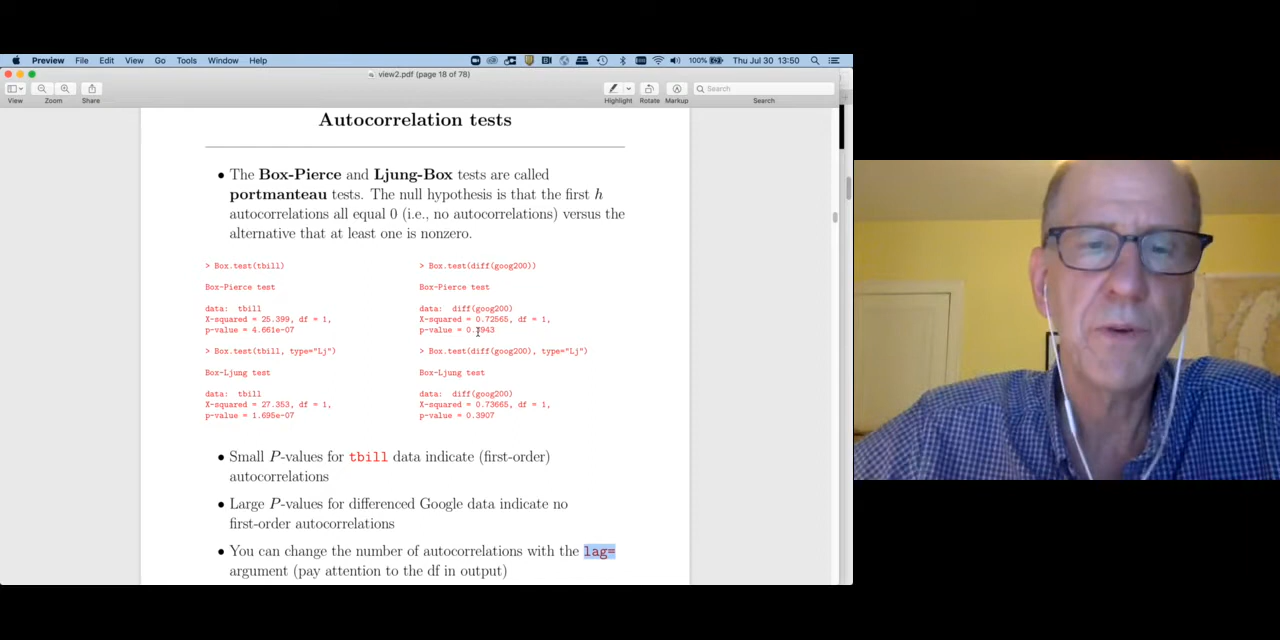 Preview File Edit View Go Tools Window Help
100% Thu Jul 30 13:50
view2.pdf (page 18 of 78)
View Zoom Share Highlight Rotate Markup Search
Search
Autocorrelation tests
• The Box-Pierce and Ljung-Box tests are called
portmanteau tests. The null hypothesis is that the first h
autocorrelations all equal 0 (i.e., no autocorrelations) versus the
alternative that at least one is nonzero.
> Box.test(tbill)
Box-Pierce test
data: tbill
X-squared = 25.399, df = 1,
p-value = 4.661e-07
> Box.test(tbill, type="Lj")
Box-Ljung test
data: tbill
X-squared = 27.353, df = 1,
p-value = 1.695e-07
> Box.test(diff(goog200))
Box-Pierce test
data: diff(goog200)
X-squared = 0.72565, df = 1,
p-value = 0.3943
> Box.test(diff(goog200), type="Lj")
Box-Ljung test
data: diff(goog200)
X-squared = 0.73665, df = 1,
p-value = 0.3907
• Small P-values for tbill data indicate (first-order)
autocorrelations
• Large P-values for differenced Google data indicate no
first-order autocorrelations
• You can change the number of autocorrelations with the lag=
argument (pay attention to the df in output)